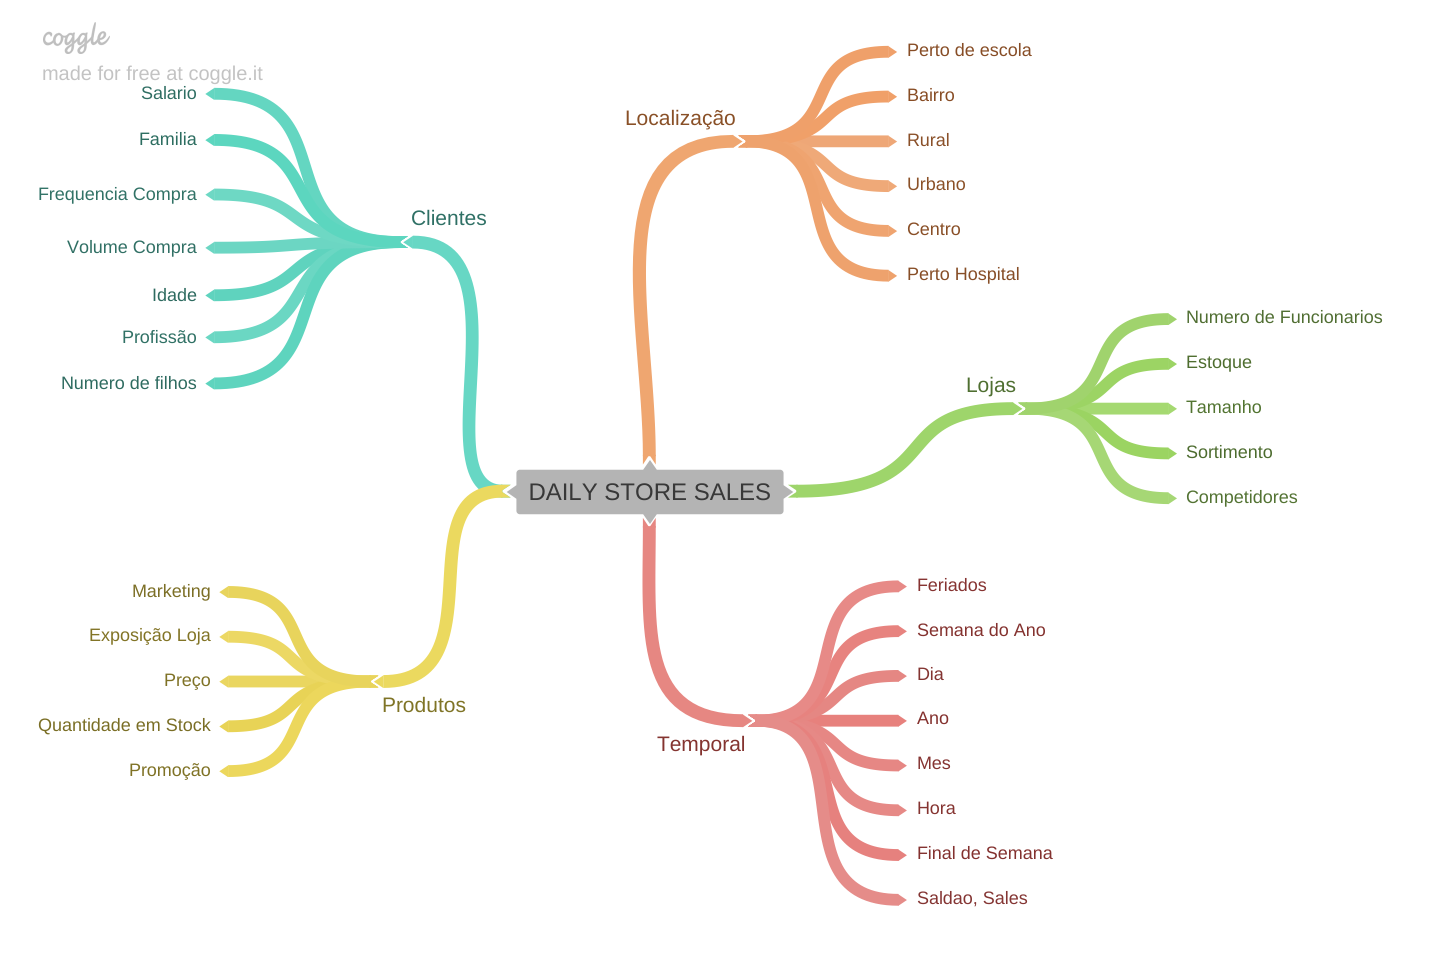 coggle
made for free at coggle.it
Salario
Familia
Frequencia Compra
Volume Compra
Idade
Profissão
Numero de filhos
Clientes
Localização
Perto de escola
Bairro
Rural
Urbano
Centro
Perto Hospital
Lojas
Numero de Funcionarios
Estoque
Tamanho
Sortimento
Competidores
DAILY STORE SALES
Marketing
Exposição Loja
Preço
Quantidade em Stock
Promoção
Produtos
Temporal
Feriados
Semana do Ano
Dia
Ano
Mes
Hora
Final de Semana
Saldao, Sales